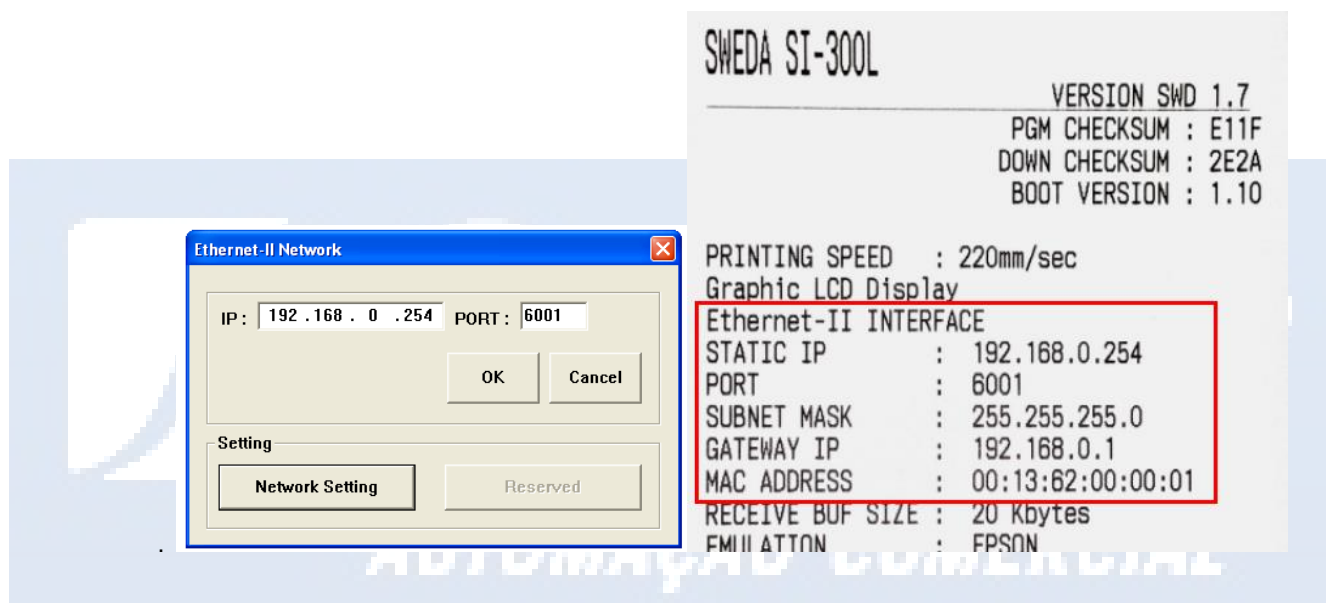 Ethernet-II Network
IP : 192 .168 . 0 .254 PORT : 6001
OK Cancel
Setting
Network Setting Reserved
SWEDA SI-300L
VERSION SWD 1.7
PGM CHECKSUM : E11F
DOWN CHECKSUM : 2E2A
BOOT VERSION : 1.10
PRINTING SPEED : 220mm/sec
Graphic LCD Display
Ethernet-II INTERFACE
STATIC IP : 192.168.0.254
PORT : 6001
SUBNET MASK : 255.255.255.0
GATEWAY IP : 192.168.0.1
MAC ADDRESS : 00:13:62:00:00:01
RECEIVE BUF SIZE : 20 Kbytes
EMULATION : EPSON
AUTOMAÇÃO COMERCIAL